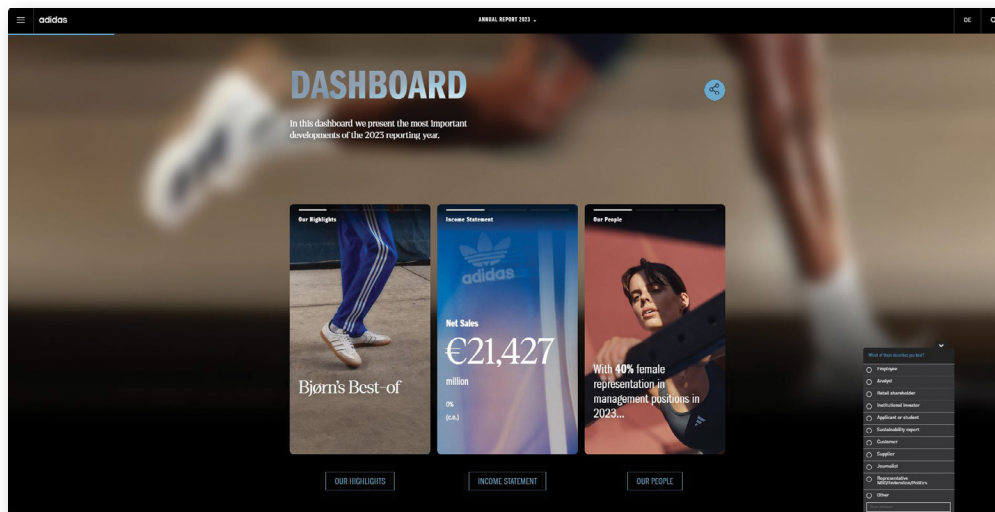 adidas
ANNUAL REPORT 2023
DE
DASHBOARD
In this dashboard we present the most important
developments of the 2023 reporting year.
Our Highlights
Bjørn's Best-of
Income Statement
adidas
Net Sales
€21,427
million
0%
(c.n.)
Our People
With 40% female
representation in
management positions in
2023...
OUR HIGHLIGHTS
INCOME STATEMENT
OUR PEOPLE
Which of these describes you best?
Employee
Analyst
Retail shareholder
Institutional investor
Applicant or student
Sustainability expert
Customer
Supplier
Journalist
Representative
NGO/Federation/Politics
Other